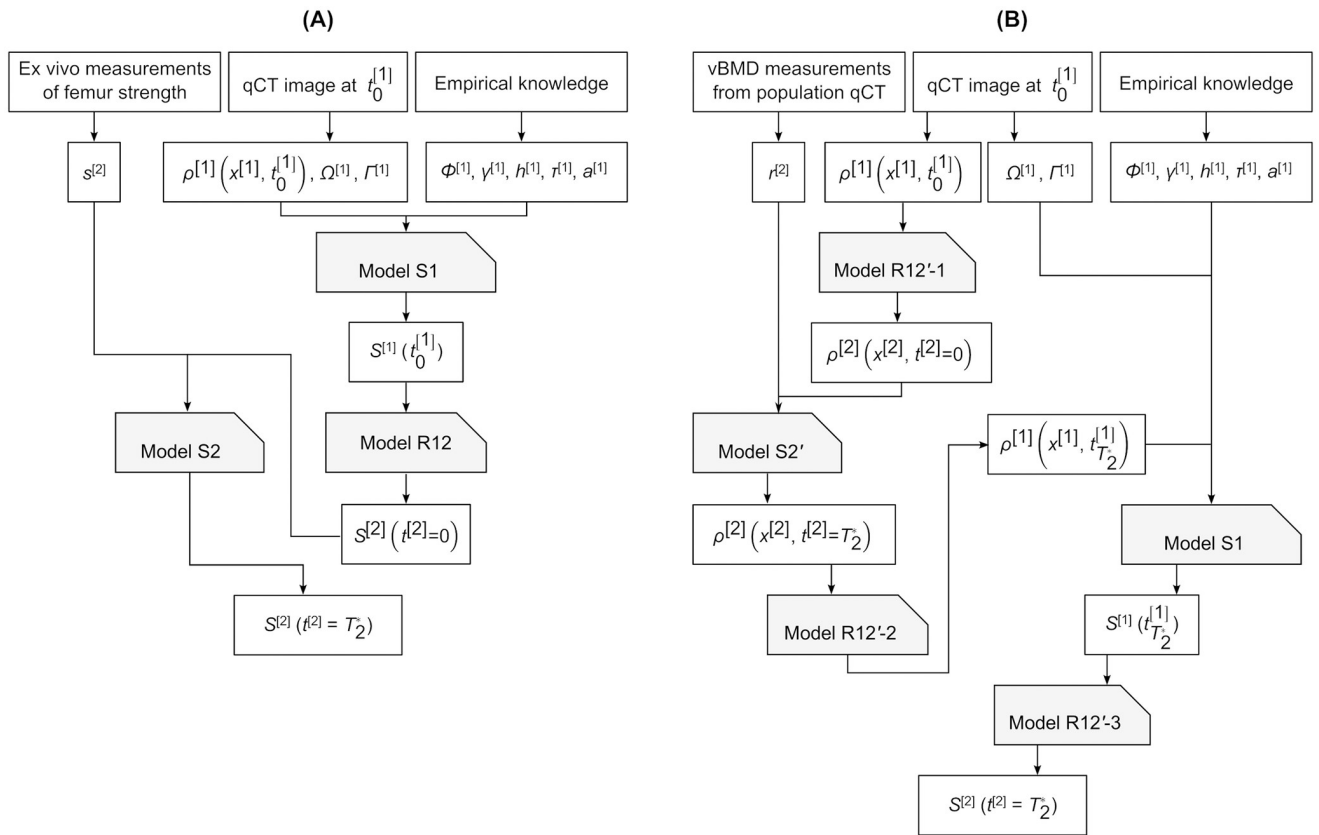 (A)
Ex vivo measurements
of femur strength
qCT image at t₀^[1]
Empirical knowledge
s^[2]
ρ^[1](x^[1], t₀^[1]), Ω^[1], Γ^[1]
Φ^[1], γ^[1], h^[1], τ^[1], a^[1]
Model S1
S^[1](t₀^[1])
Model S2
Model R12
S^[2](t^[2]=0)
S^[2](t^[2] = T₂*)
(B)
vBMD measurements
from population qCT
qCT image at t₀^[1]
Empirical knowledge
r^[2]
ρ^[1](x^[1], t₀^[1])
Ω^[1], Γ^[1]
Φ^[1], γ^[1], h^[1], τ^[1], a^[1]
Model R12′-1
ρ^[2](x^[2], t^[2]=0)
Model S2′
ρ^[1](x^[1], t_{T₂*}^[1])
ρ^[2](x^[2], t^[2]=T₂*)
Model S1
Model R12′-2
S^[1](t_{T₂*}^[1])
Model R12′-3
S^[2](t^[2] = T₂*)